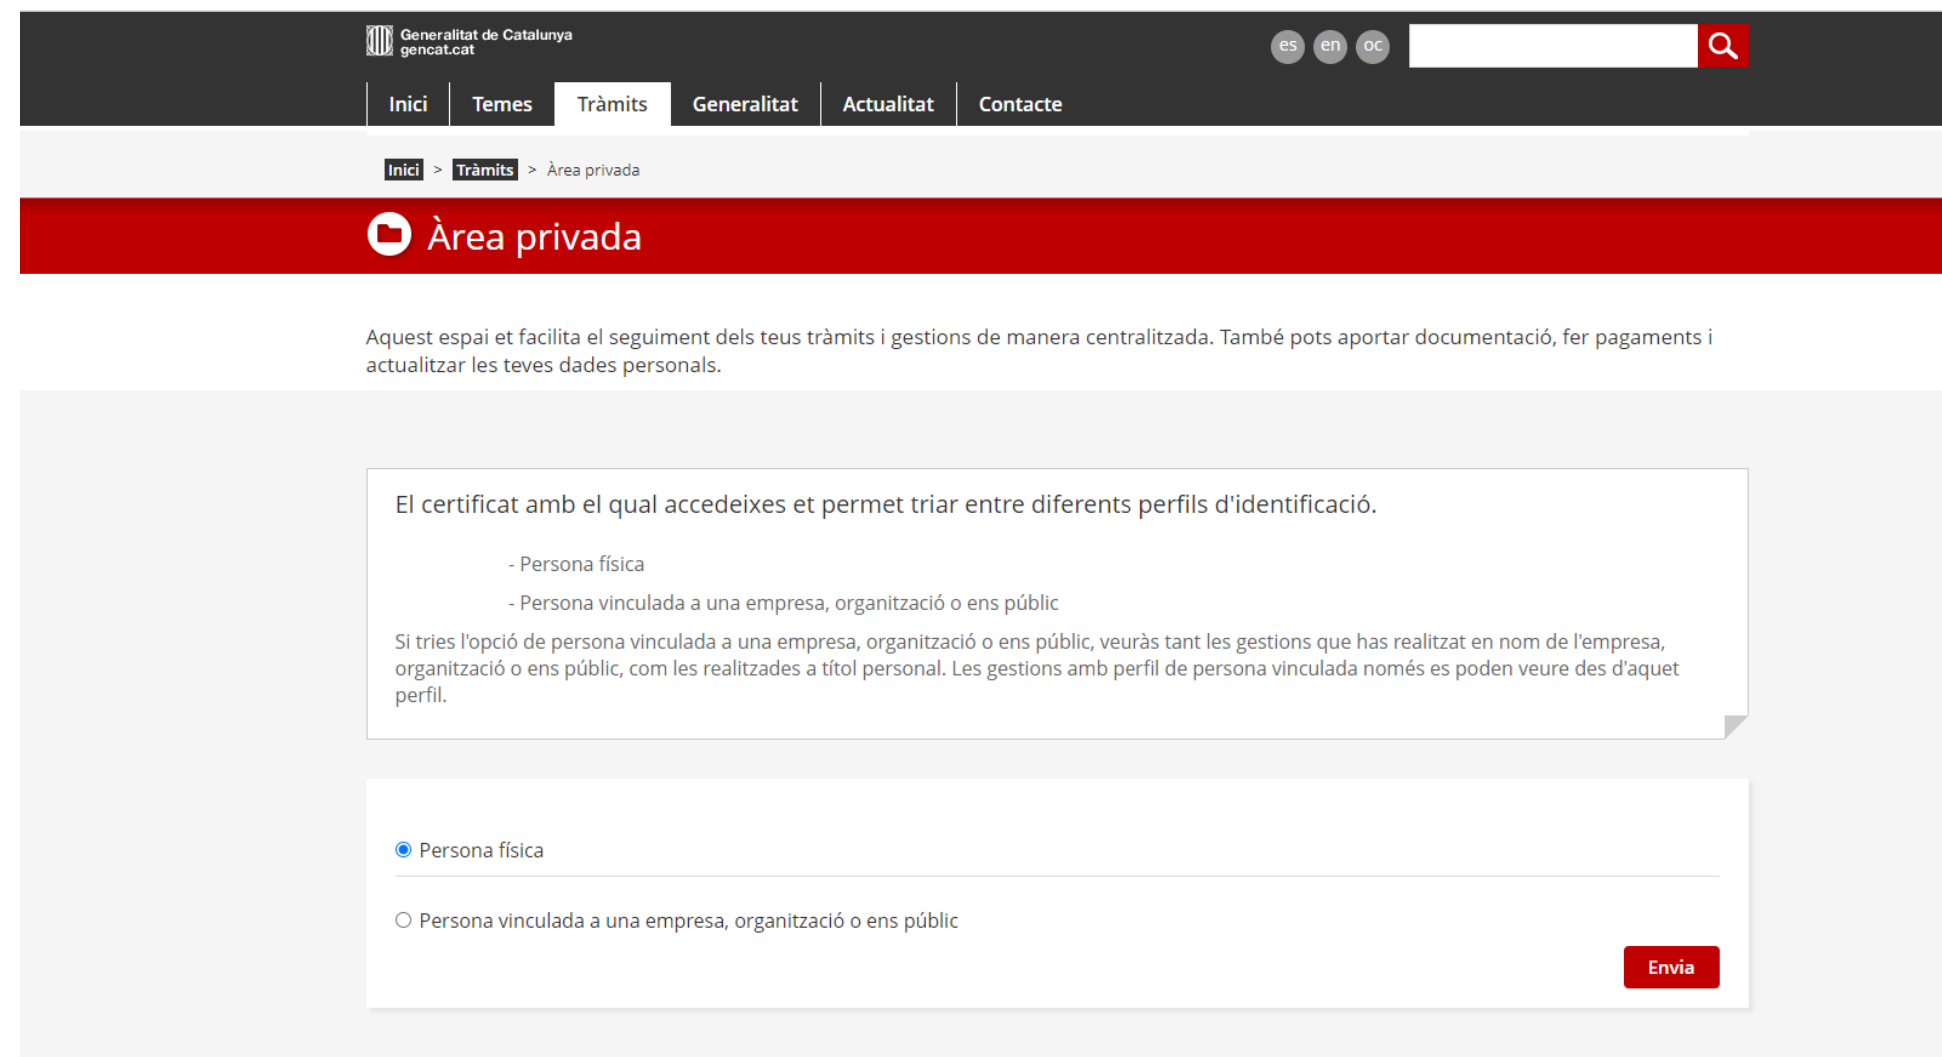 Generalitat de Catalunya
gencat.cat
es en oc
Inici Temes Tràmits Generalitat Actualitat Contacte
Inici > Tràmits > Àrea privada
Àrea privada
Aquest espai et facilita el seguiment dels teus tràmits i gestions de manera centralitzada. També pots aportar documentació, fer pagaments i
actualitzar les teves dades personals.
El certificat amb el qual accedeixes et permet triar entre diferents perfils d'identificació.
- Persona física
- Persona vinculada a una empresa, organització o ens públic
Si tries l'opció de persona vinculada a una empresa, organització o ens públic, veuràs tant les gestions que has realitzat en nom de l'empresa,
organització o ens públic, com les realitzades a títol personal. Les gestions amb perfil de persona vinculada només es poden veure des d'aquet
perfil.
Persona física
Persona vinculada a una empresa, organització o ens públic
Envia